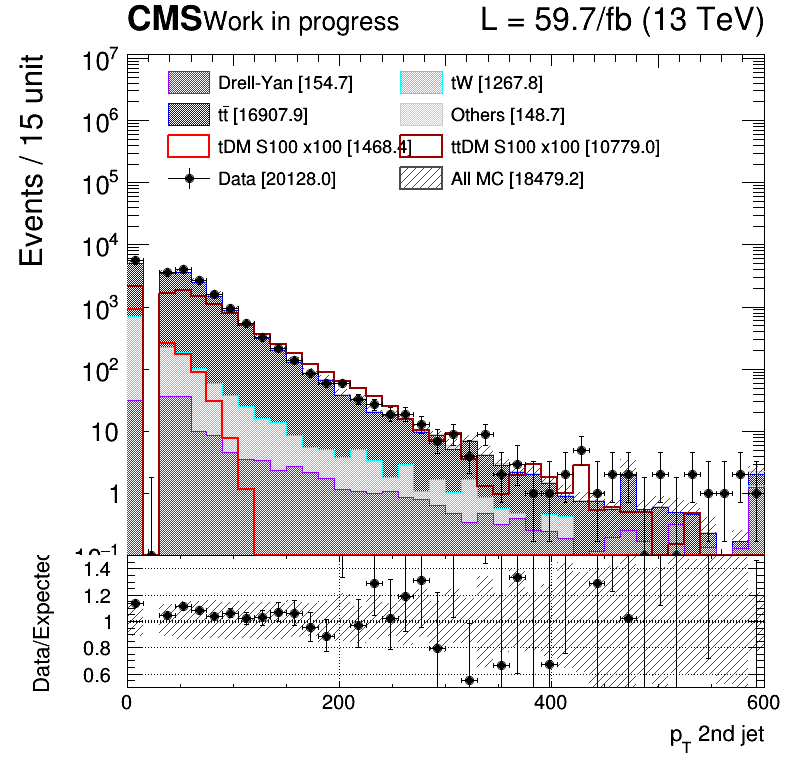 CMS Work in progress L = 59.7/fb (13 TeV)
Events / 15 unit
10⁷
10⁶
10⁵
10⁴
10³
10²
10
1
10⁻¹
Drell-Yan [154.7] tW [1267.8]
tt̄ [16907.9] Others [148.7]
tDM S100 x100 [1468.4] ttDM S100 x100 [10779.0]
Data [20128.0] All MC [18479.2]
Data/Expected
1.4
1.2
1
0.8
0.6
0 200 400 600
p_T 2nd jet